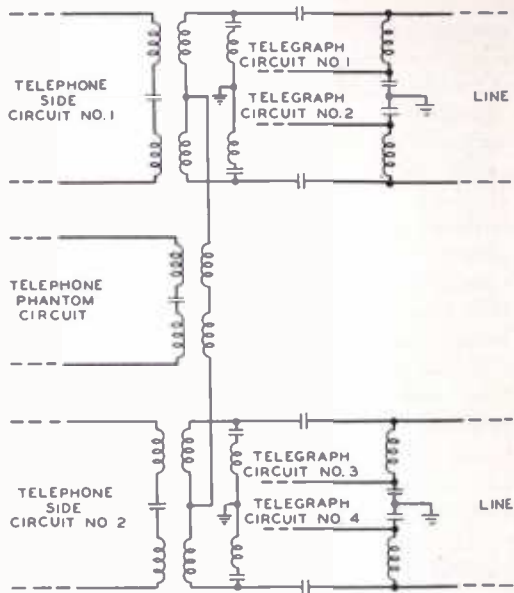 TELEPHONE
SIDE
CIRCUIT NO.1
TELEGRAPH
CIRCUIT NO.1
TELEGRAPH
CIRCUIT NO.2
LINE
TELEPHONE
PHANTOM
CIRCUIT
TELEPHONE
SIDE
CIRCUIT NO 2
TELEGRAPH
CIRCUIT NO.3
TELEGRAPH
CIRCUIT NO 4
LINE